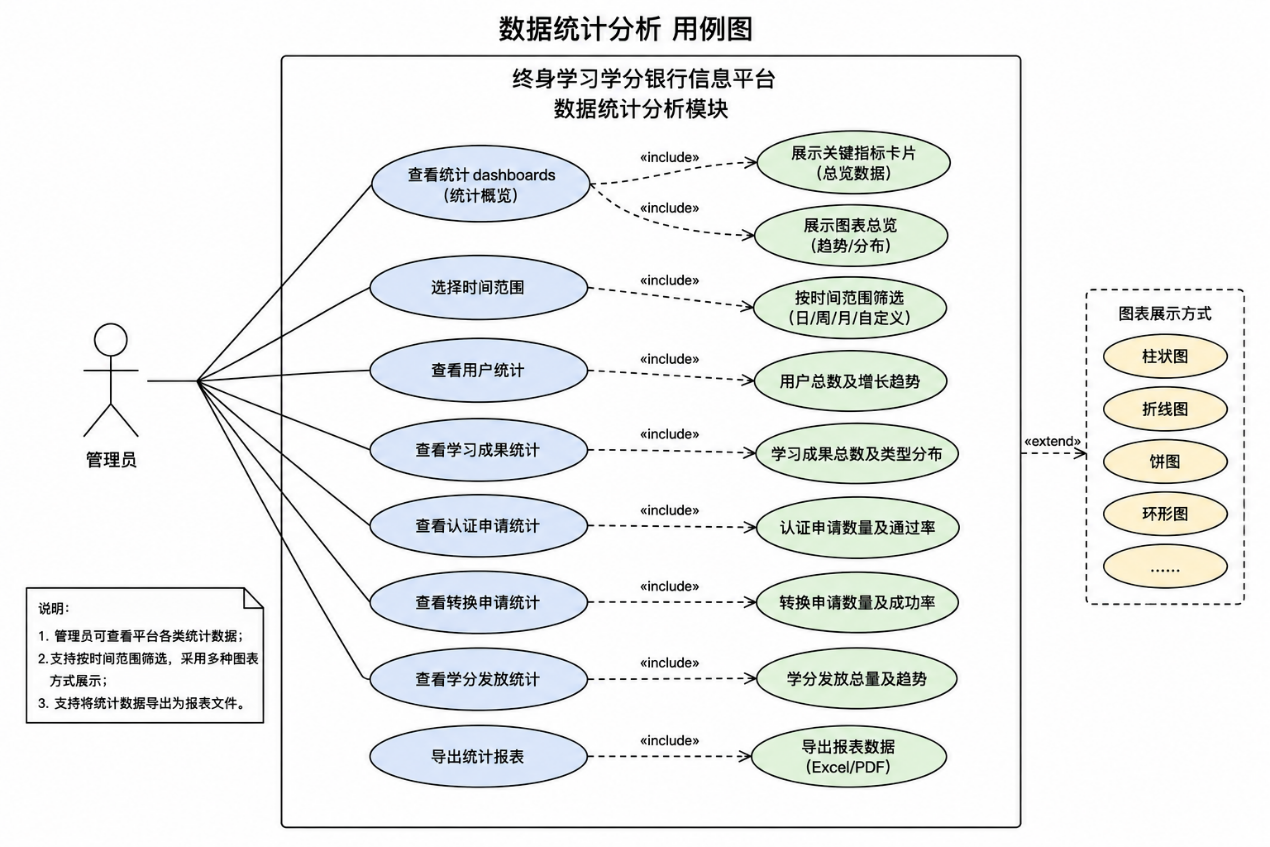 数据统计分析 用例图
终身学习学分银行信息平台
数据统计分析模块
查看统计 dashboards
（统计概览）
«include»
展示关键指标卡片
（总览数据）
«include»
展示图表总览
（趋势/分布）
选择时间范围
«include»
按时间范围筛选
（日/周/月/自定义）
查看用户统计
«include»
用户总数及增长趋势
查看学习成果统计
«include»
学习成果总数及类型分布
查看认证申请统计
«include»
认证申请数量及通过率
查看转换申请统计
«include»
转换申请数量及成功率
查看学分发放统计
«include»
学分发放总量及趋势
导出统计报表
«include»
导出报表数据
（Excel/PDF）
管理员
«extend»
图表展示方式
柱状图
折线图
饼图
环形图
……
说明：
1. 管理员可查看平台各类统计数据；
2.支持按时间范围筛选，采用多种图表
方式展示；
3. 支持将统计数据导出为报表文件。